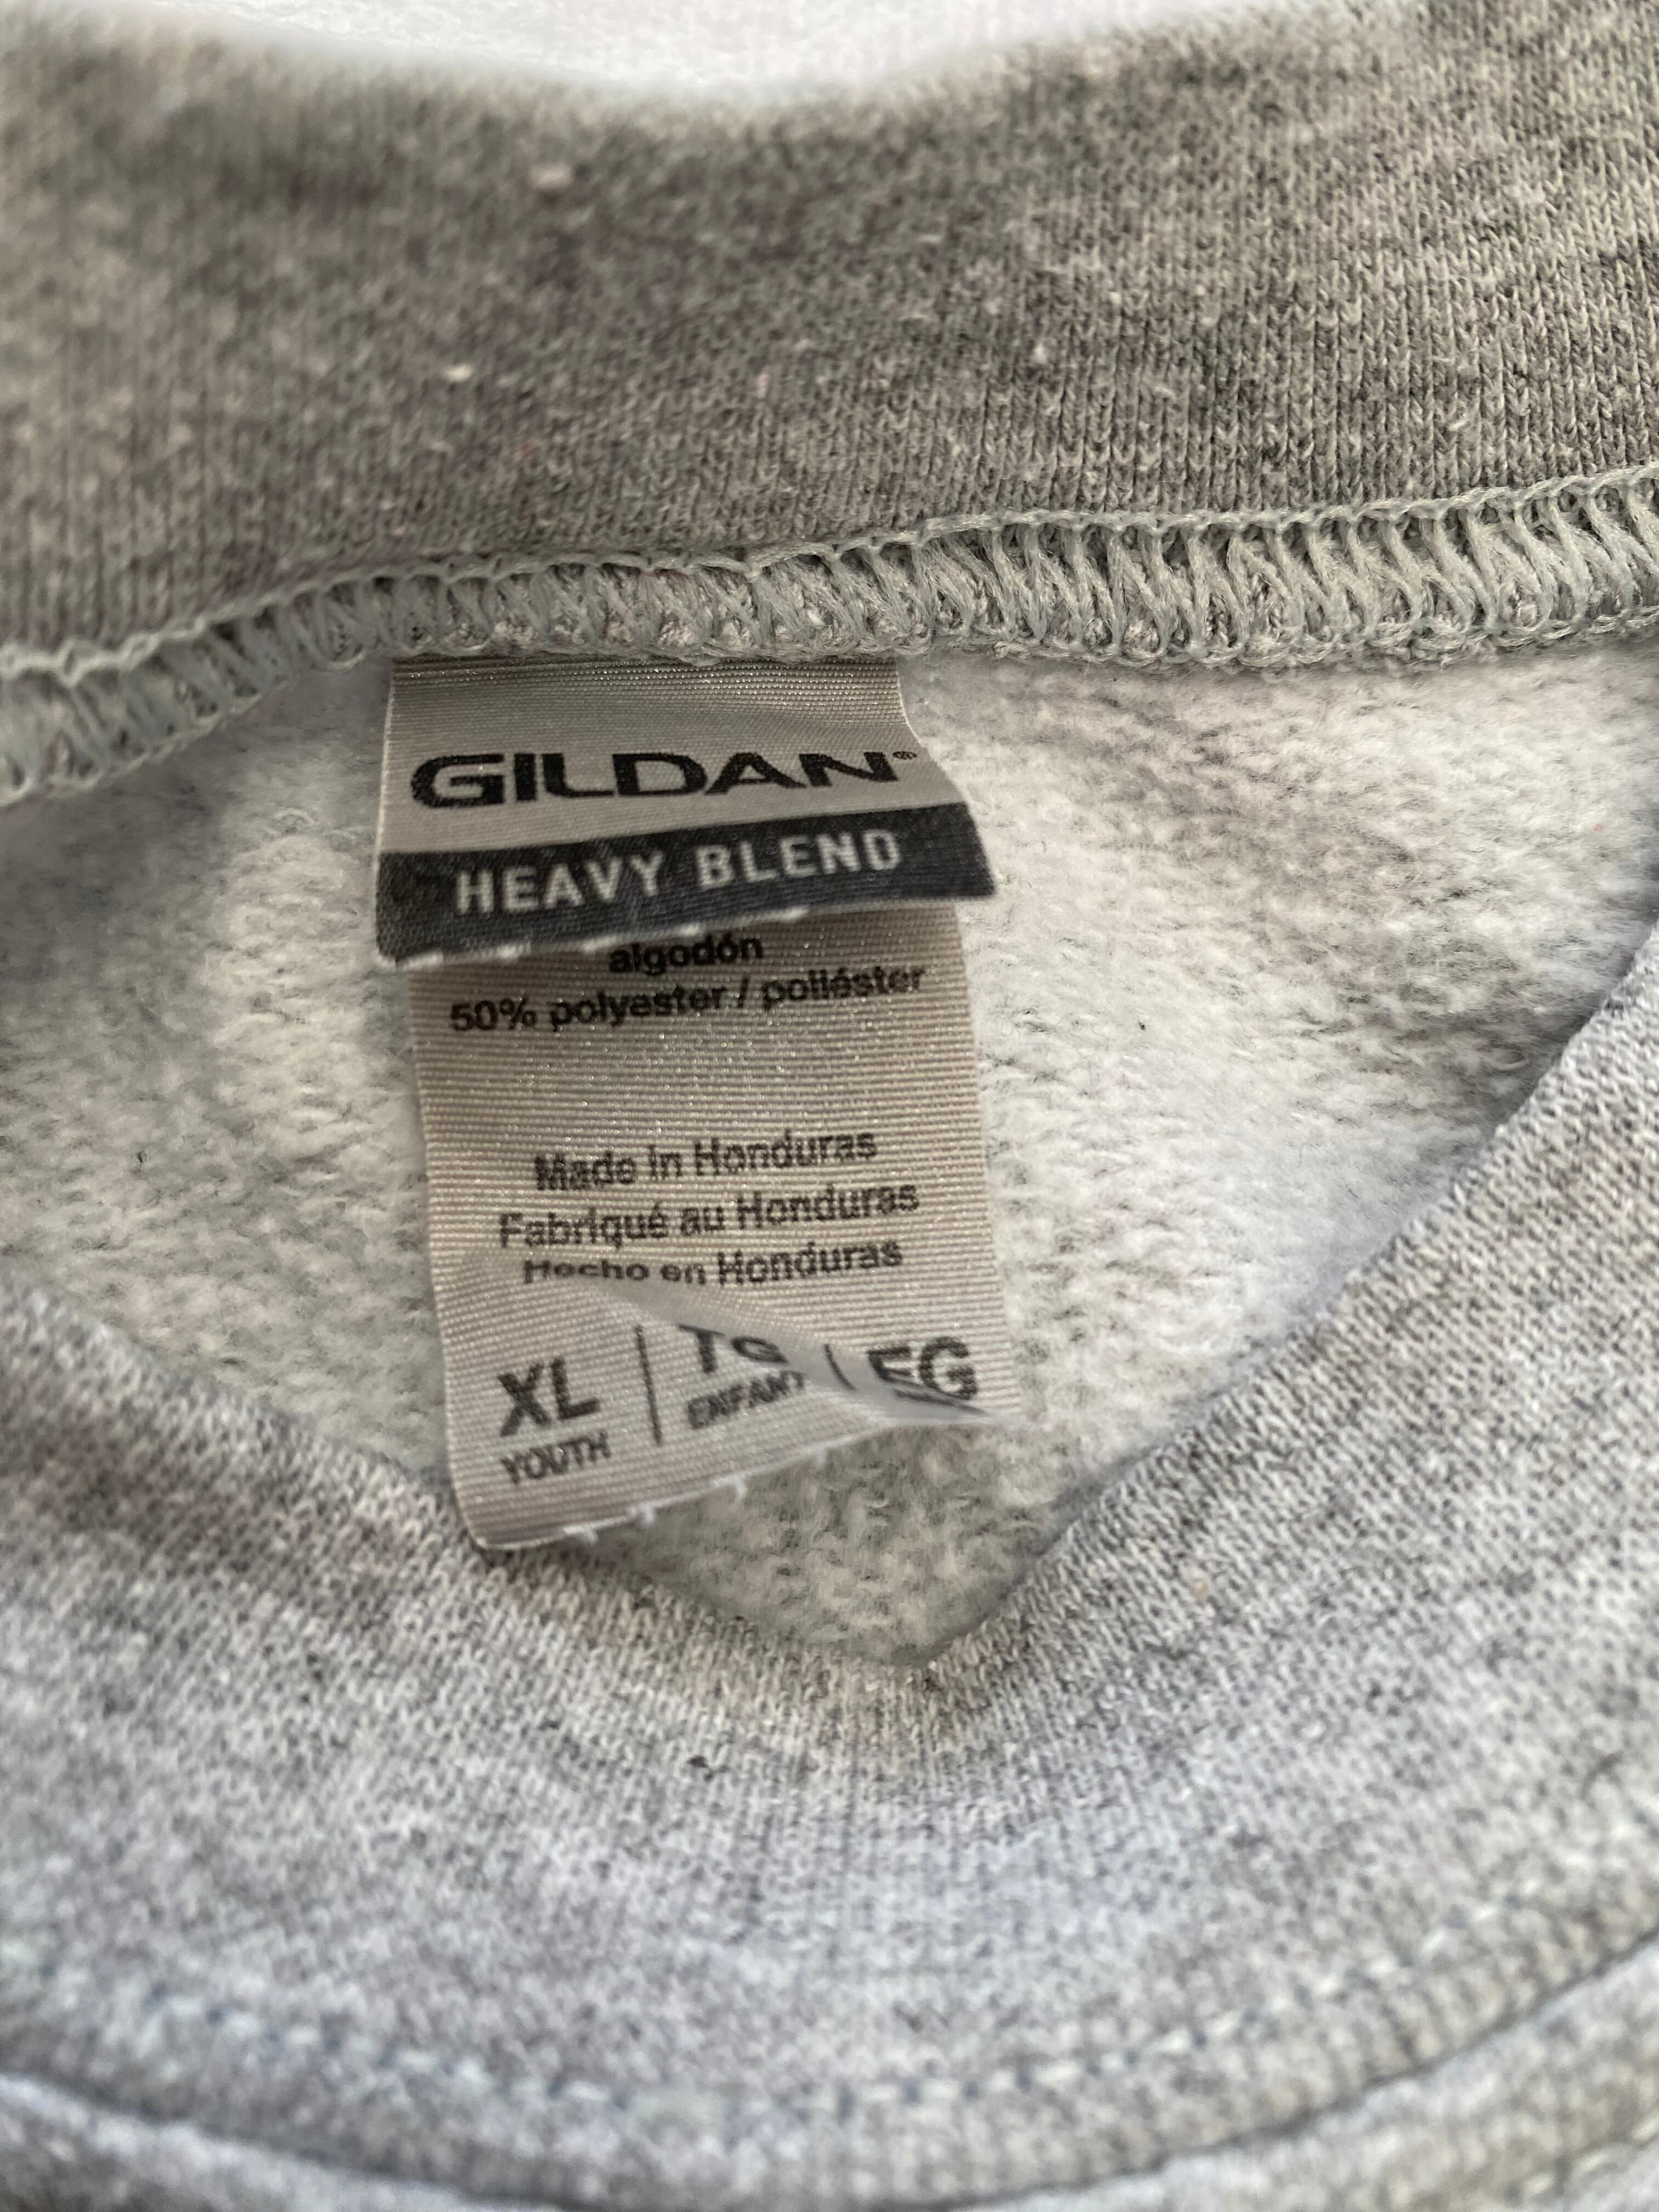 GILDAN®
HEAVY BLEND
algodón
50% polyester / poliéster
Made in Honduras
Fabriqué au Honduras
Hecho en Honduras
XL | TG | EG
YOUTH ENFANT